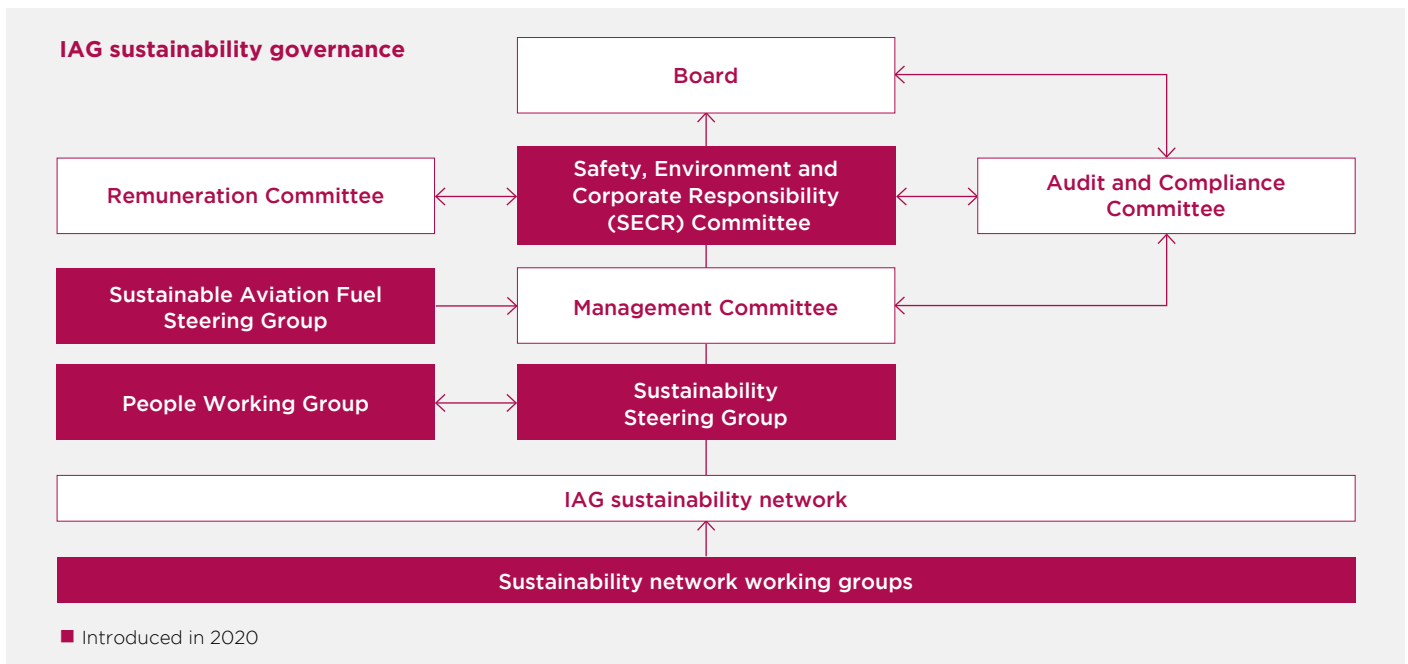 IAG sustainability governance
Board
Remuneration Committee
Safety, Environment and
Corporate Responsibility
(SECR) Committee
Audit and Compliance
Committee
Sustainable Aviation Fuel
Steering Group
Management Committee
People Working Group
Sustainability
Steering Group
IAG sustainability network
Sustainability network working groups
Introduced in 2020